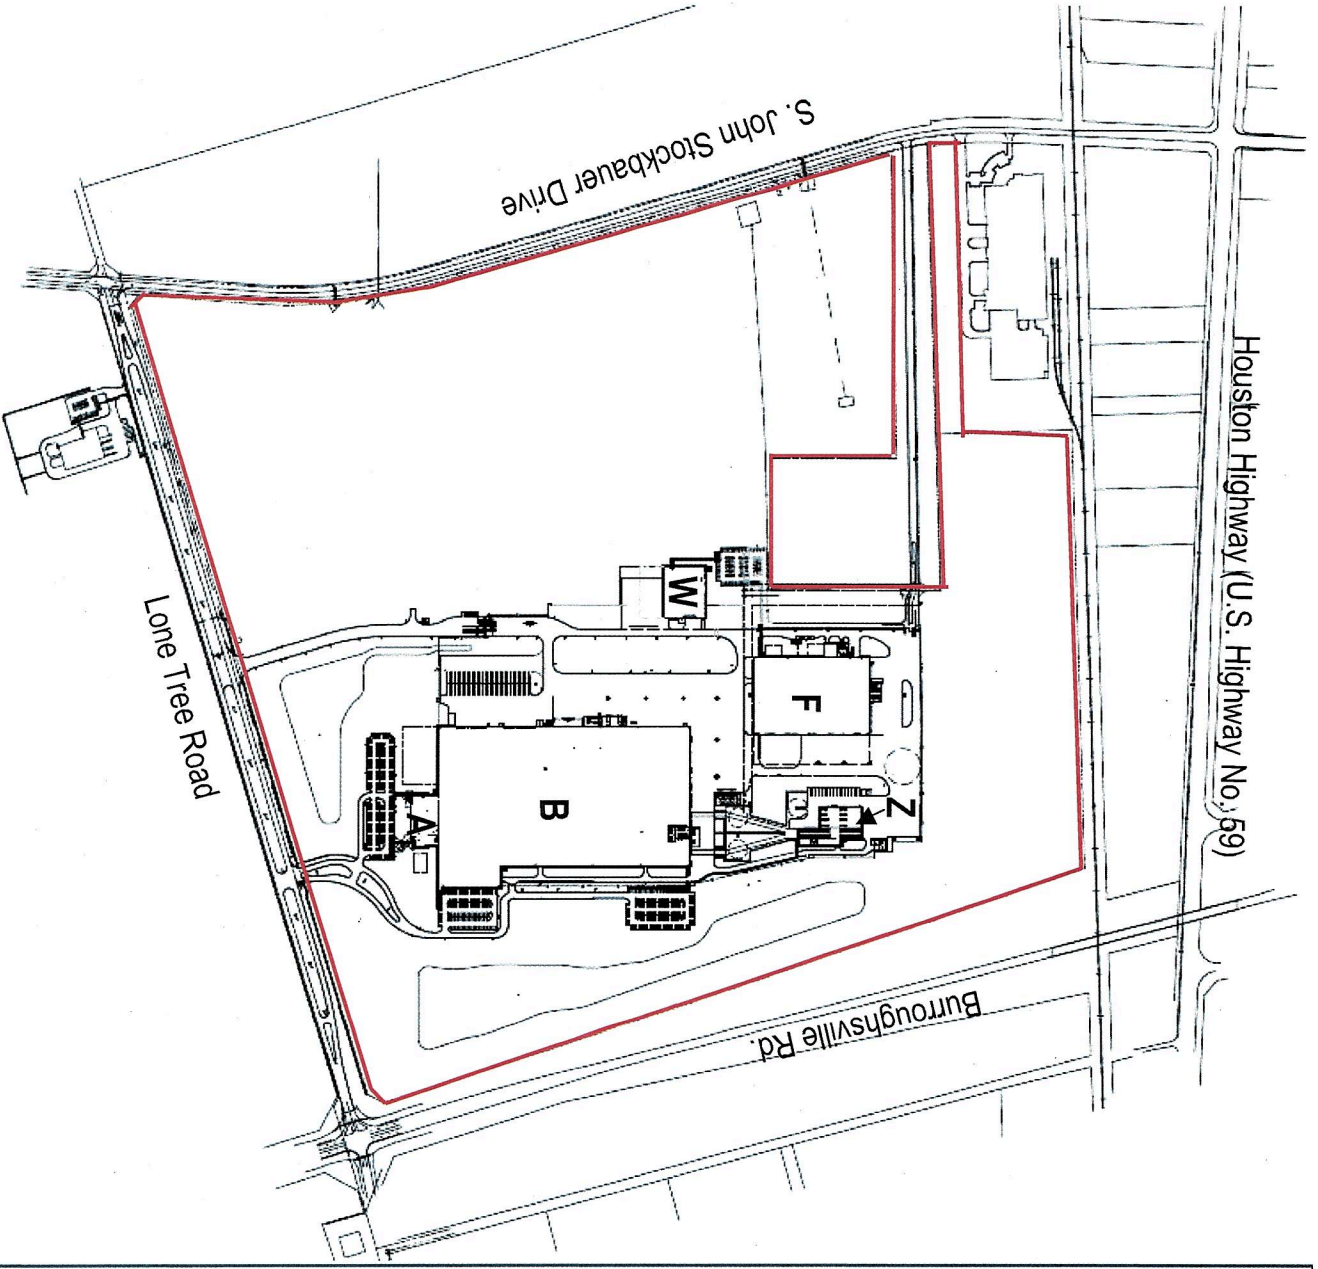 S. John Stockbauer Drive
Houston Highway (U.S. Highway No. 59)
Lone Tree Road
Burroughsville Rd.
W
F
B
A
Z